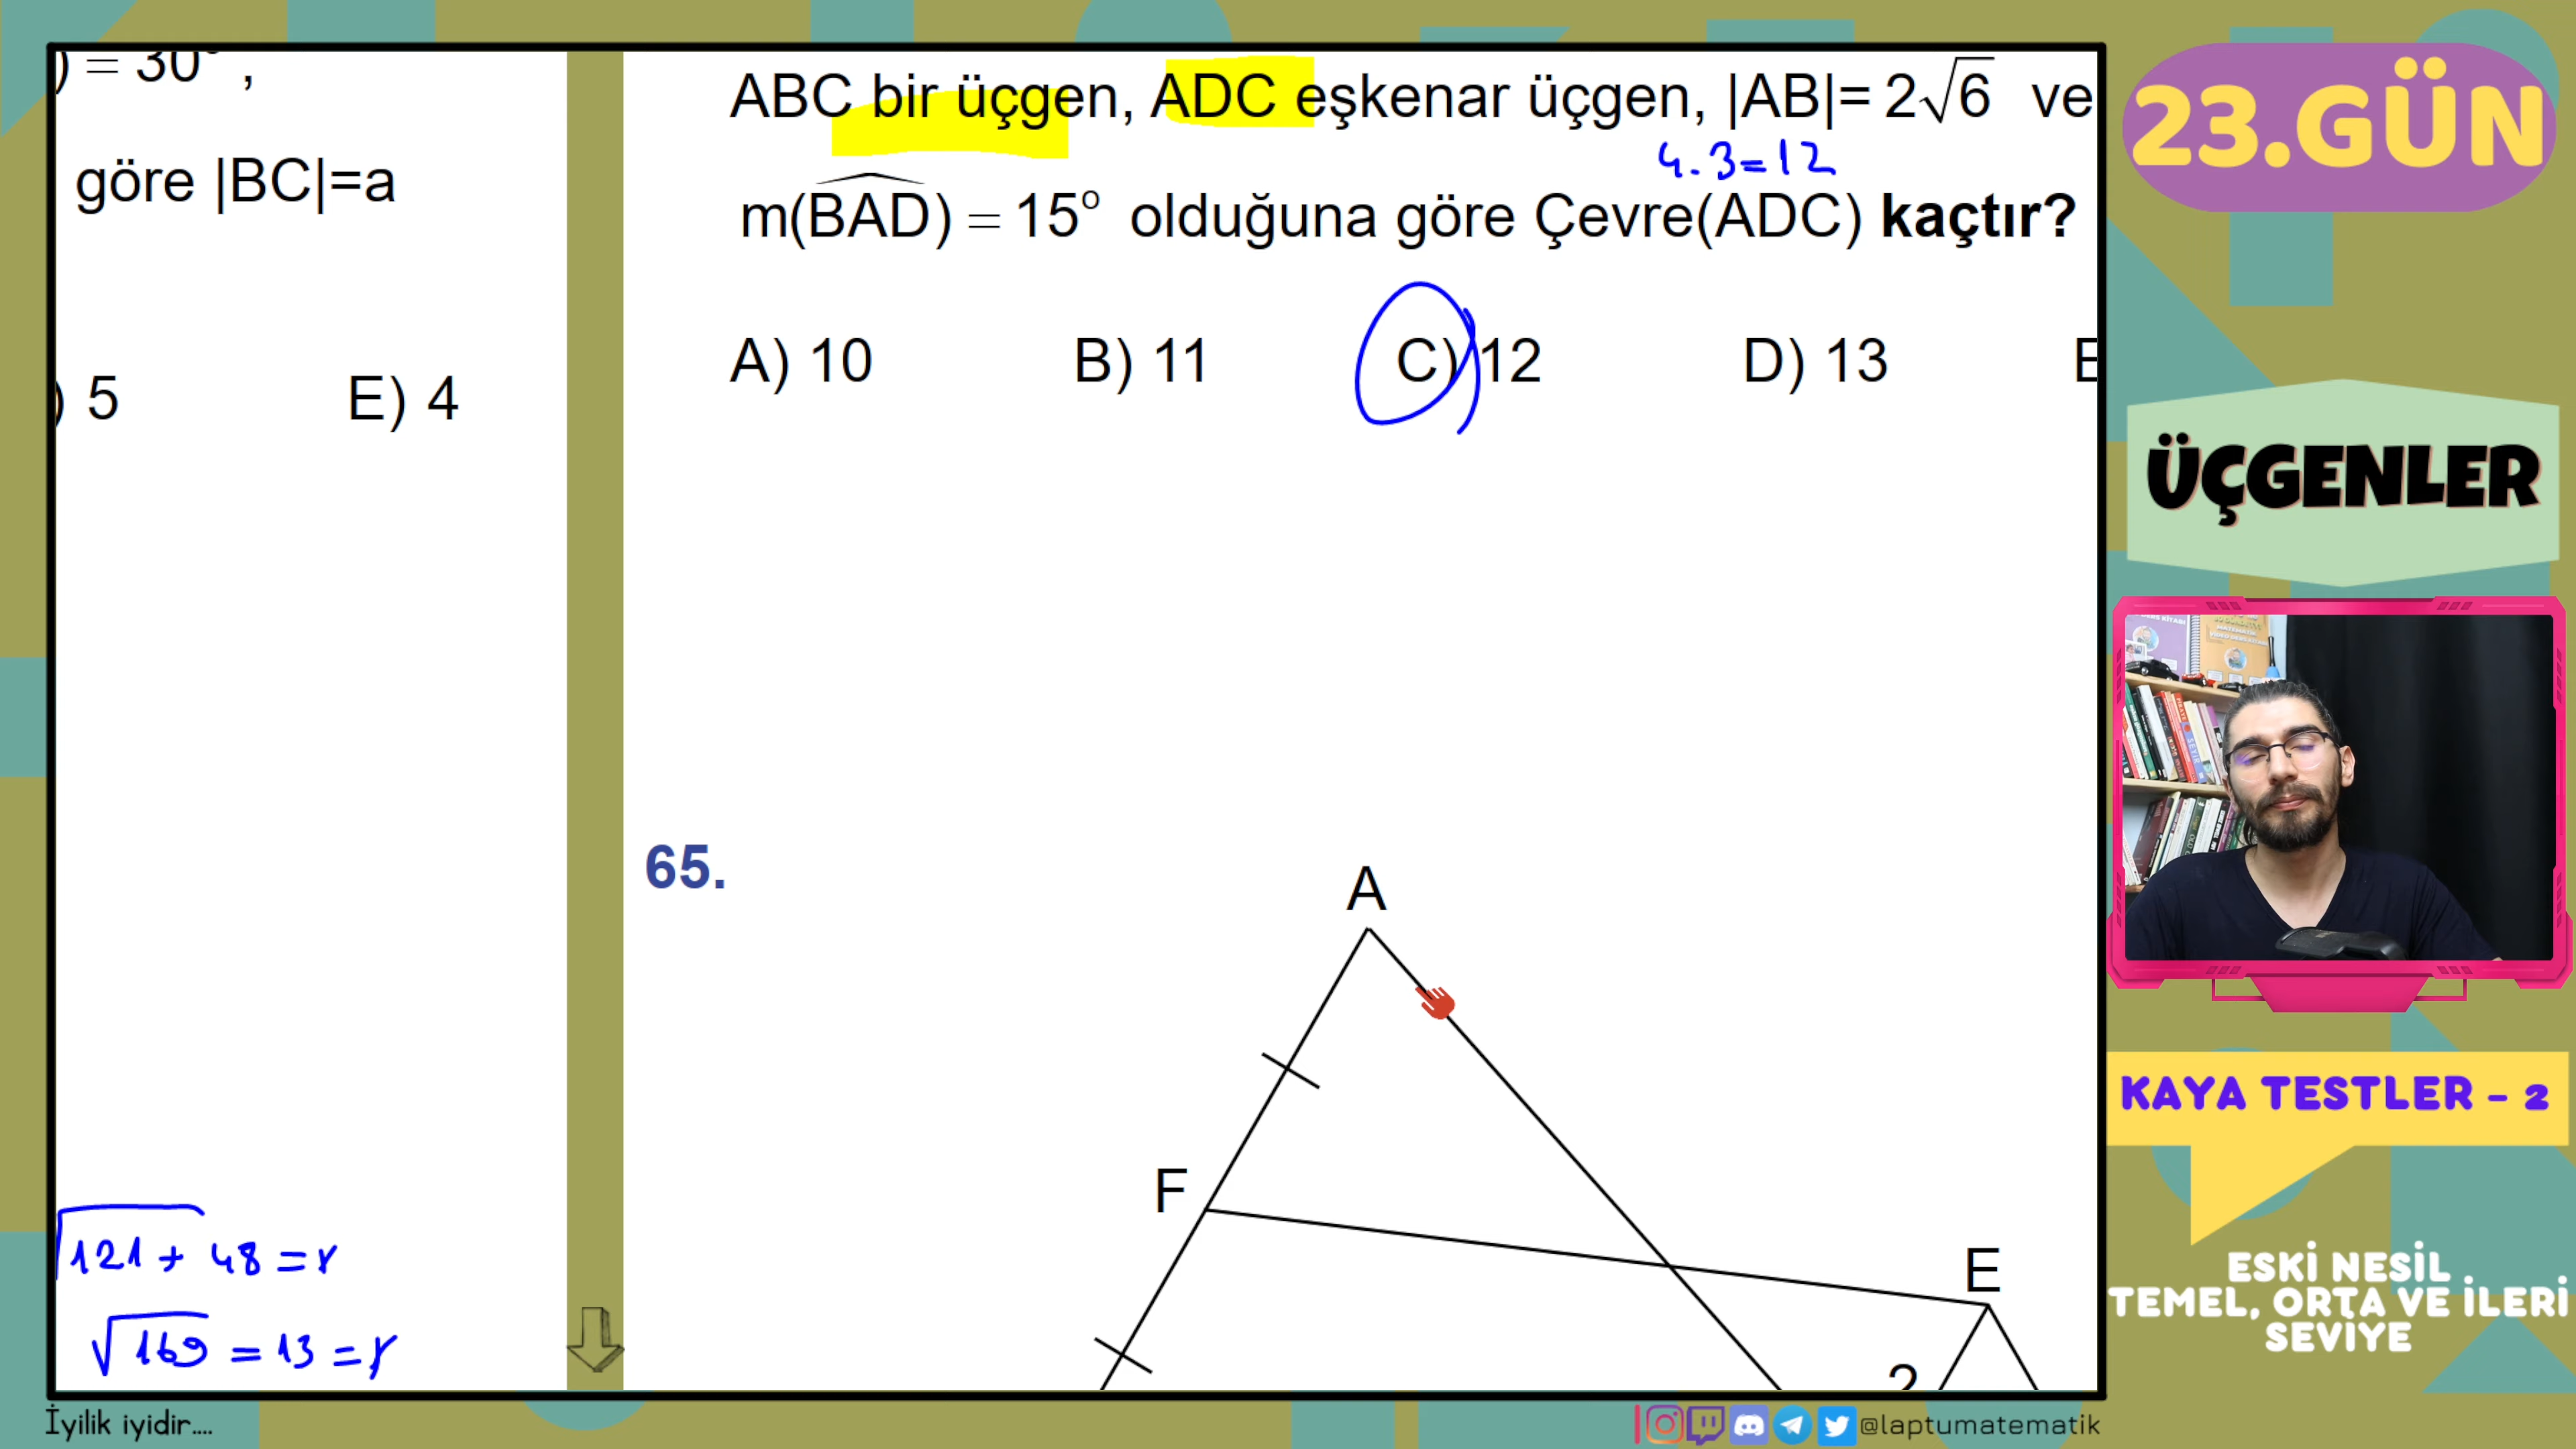 ) = 30° ,
göre |BC|=a
) 5 E) 4
√121 + 48 = r
√169 = 13 = r
ABC bir üçgen, ADC eşkenar üçgen, |AB|= 2√6 ve
4.3=12
m(BAD) = 15° olduğuna göre Çevre(ADC) kaçtır?
A) 10 B) 11 C) 12 D) 13 E
65.
A
F
E
2
23.GÜN
ÜÇGENLER
KAYA TESTLER - 2
ESKİ NESİL
TEMEL, ORTA VE İLERİ
SEVİYE
İyilik iyidir....
@laptumatematik